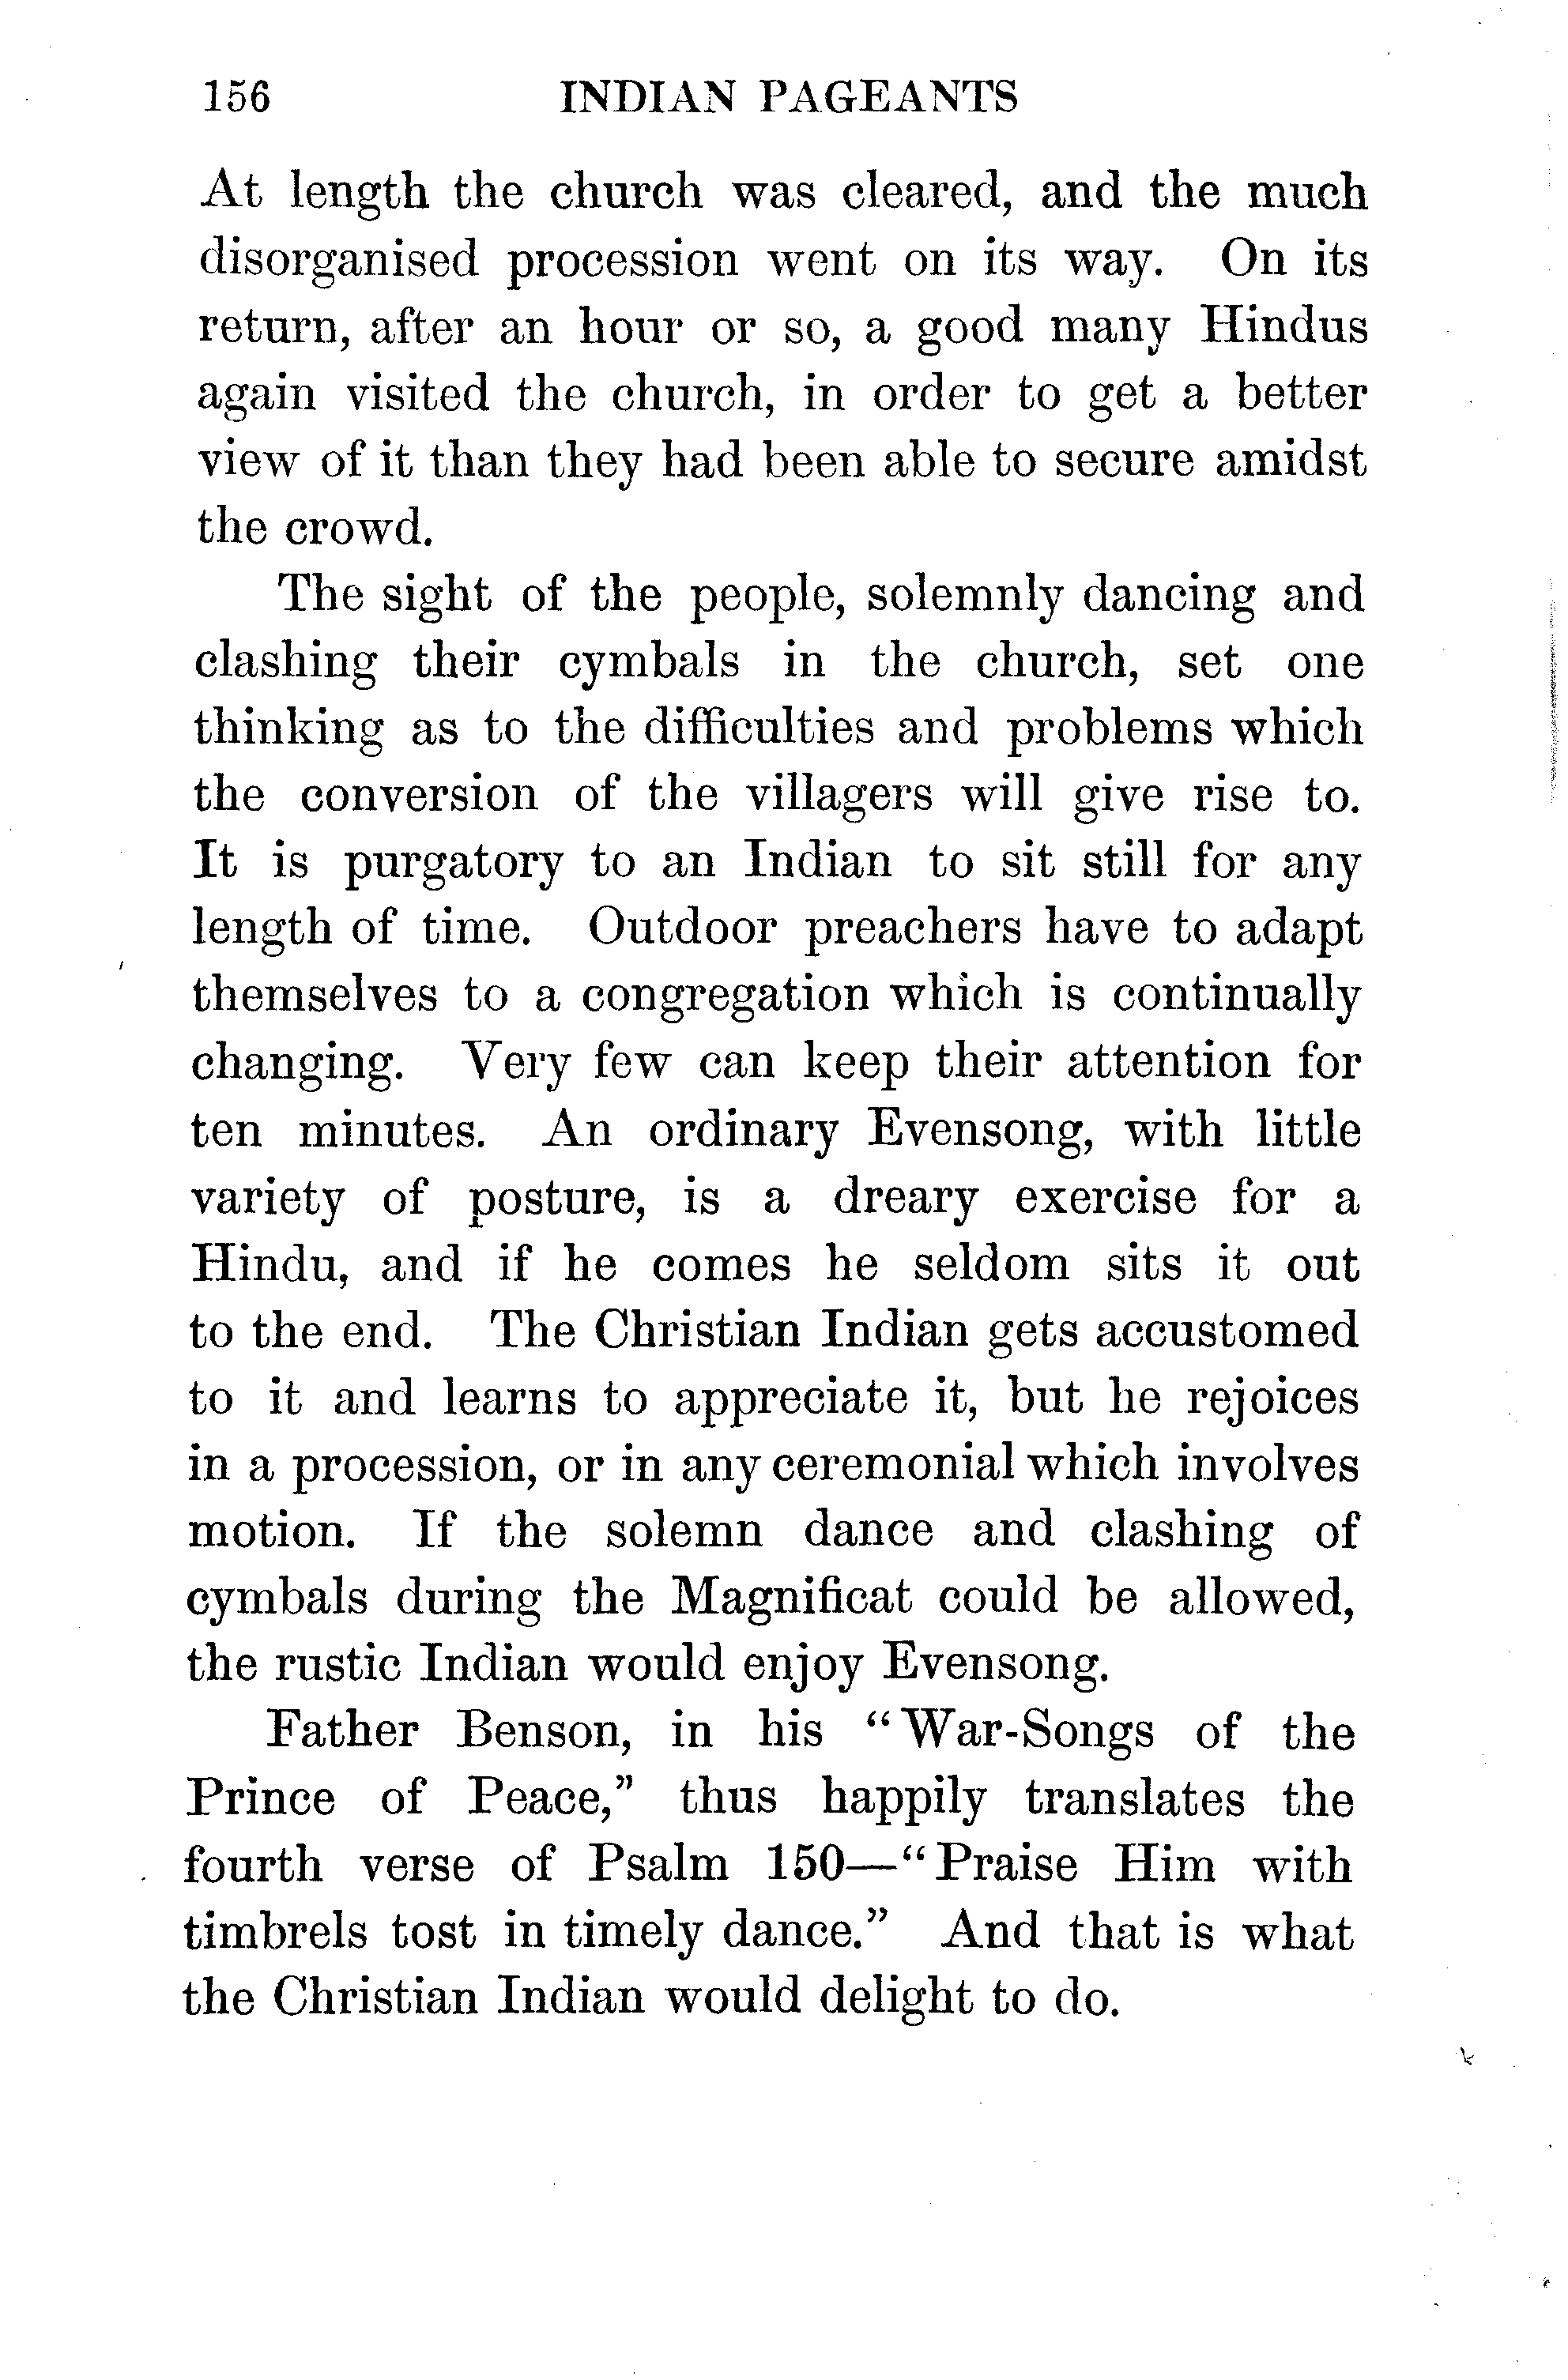 156 INDIAN PAGEANTS
At length the church was cleared, and the much
disorganised procession went on its way. On its
return, after an hour or so, a good many Hindus
again visited the church, in order to get a better
view of it than they had been able to secure amidst
the crowd.
The sight of the people, solemnly dancing and
clashing their cymbals in the church, set one
thinking as to the difficulties and problems which
the conversion of the villagers will give rise to.
It is purgatory to an Indian to sit still for any
length of time. Outdoor preachers have to adapt
themselves to a congregation which is continually
changing. Very few can keep their attention for
ten minutes. An ordinary Evensong, with little
variety of posture, is a dreary exercise for a
Hindu, and if he comes he seldom sits it out
to the end. The Christian Indian gets accustomed
to it and learns to appreciate it, but he rejoices
in a procession, or in any ceremonial which involves
motion. If the solemn dance and clashing of
cymbals during the Magnificat could be allowed,
the rustic Indian would enjoy Evensong.
Father Benson, in his “War-Songs of the
Prince of Peace,” thus happily translates the
fourth verse of Psalm 150—“Praise Him with
timbrels tost in timely dance.” And that is what
the Christian Indian would delight to do.